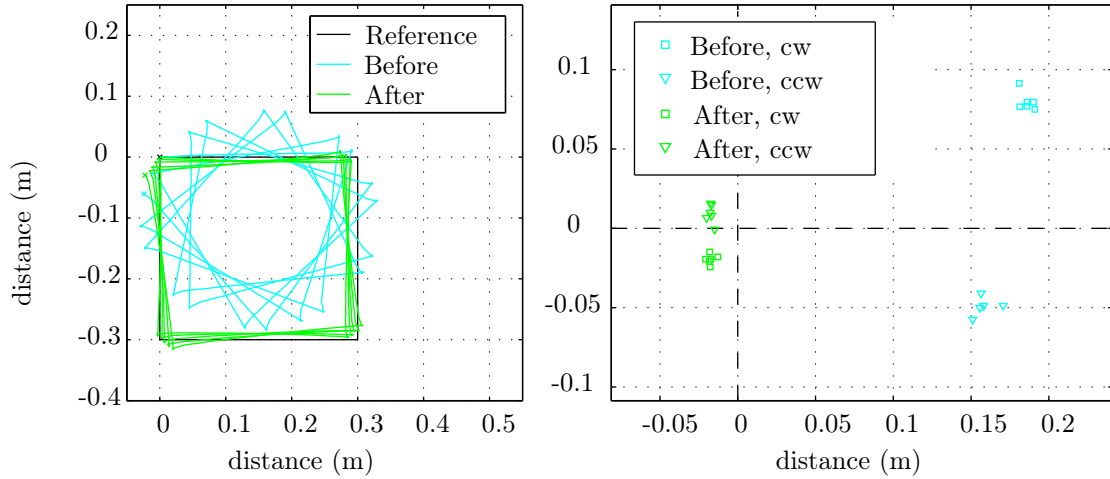 0.2
0.1
0
-0.1
-0.2
-0.3
-0.4
distance (m)
Reference
Before
After
0
0.1
0.2
0.3
0.4
0.5
distance (m)
0.1
0.05
0
-0.05
-0.1
Before, cw
Before, ccw
After, cw
After, ccw
-0.05
0
0.05
0.1
0.15
0.2
distance (m)